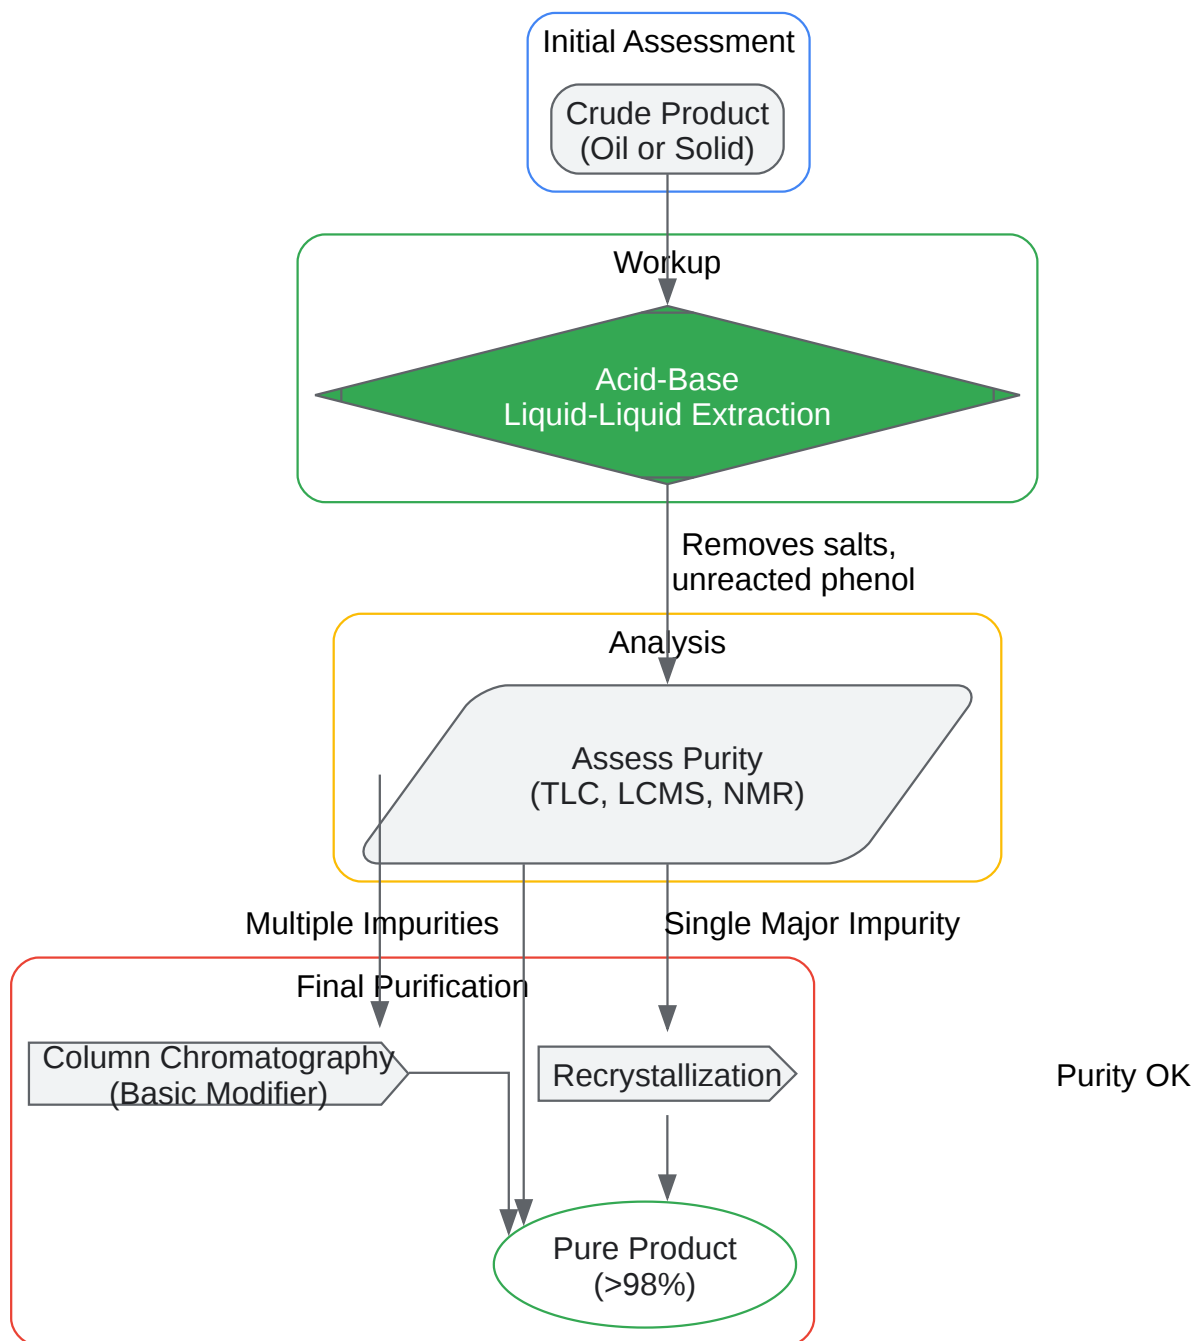 Initial Assessment
Crude Product
(Oil or Solid)
Workup
Acid-Base
Liquid-Liquid Extraction
Removes salts,
unreacted phenol
Analysis
Assess Purity
(TLC, LCMS, NMR)
Multiple Impurities
Single Major Impurity
Final Purification
Column Chromatography
(Basic Modifier)
Recrystallization
Purity OK
Pure Product
(>98%)